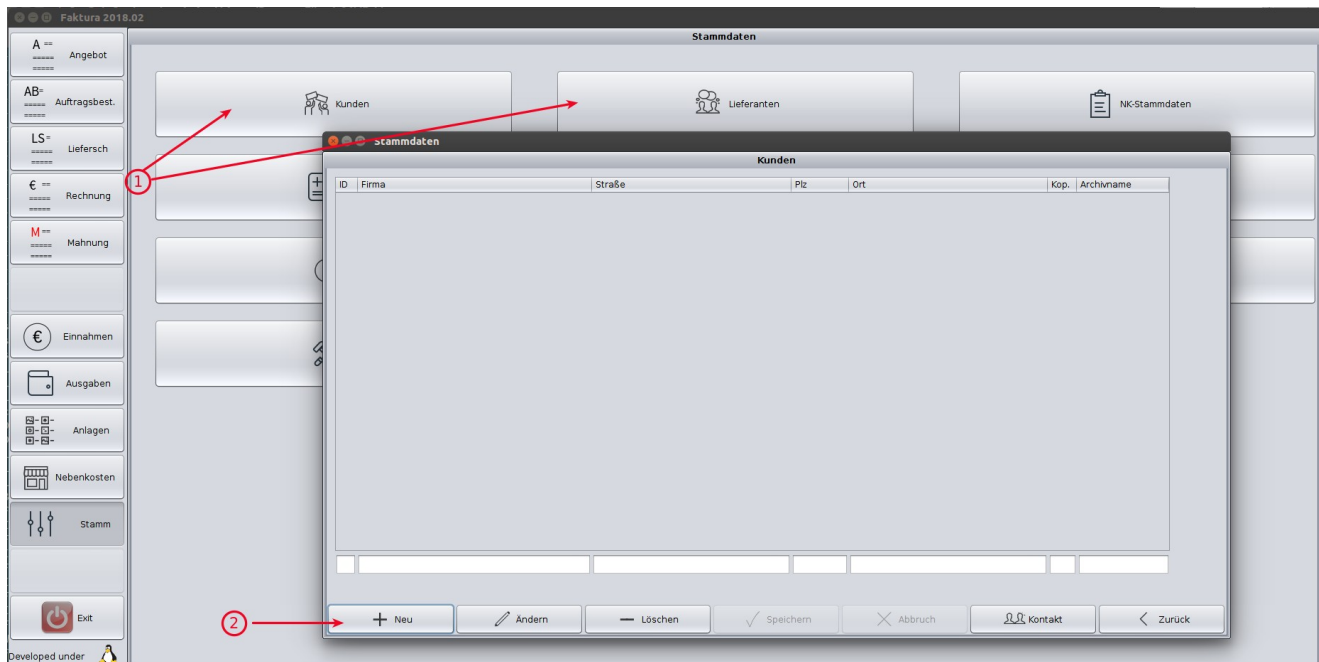 Faktura 2018.02
Stammdaten
A ==
=====
=====
Angebot
AB=
=====
=====
Auftragsbest.
LS=
=====
=====
Liefersch
€ ==
=====
=====
Rechnung
M ==
=====
=====
Mahnung
€ Einnahmen
Ausgaben
Anlagen
Nebenkosten
Stamm
Exit
Developed under
Kunden
Lieferanten
NK-Stammdaten
1
Stammdaten
Kunden
ID Firma Straße Plz Ort Kop. Archivname
2
Neu Ändern Löschen Speichern Abbruch Kontakt Zurück